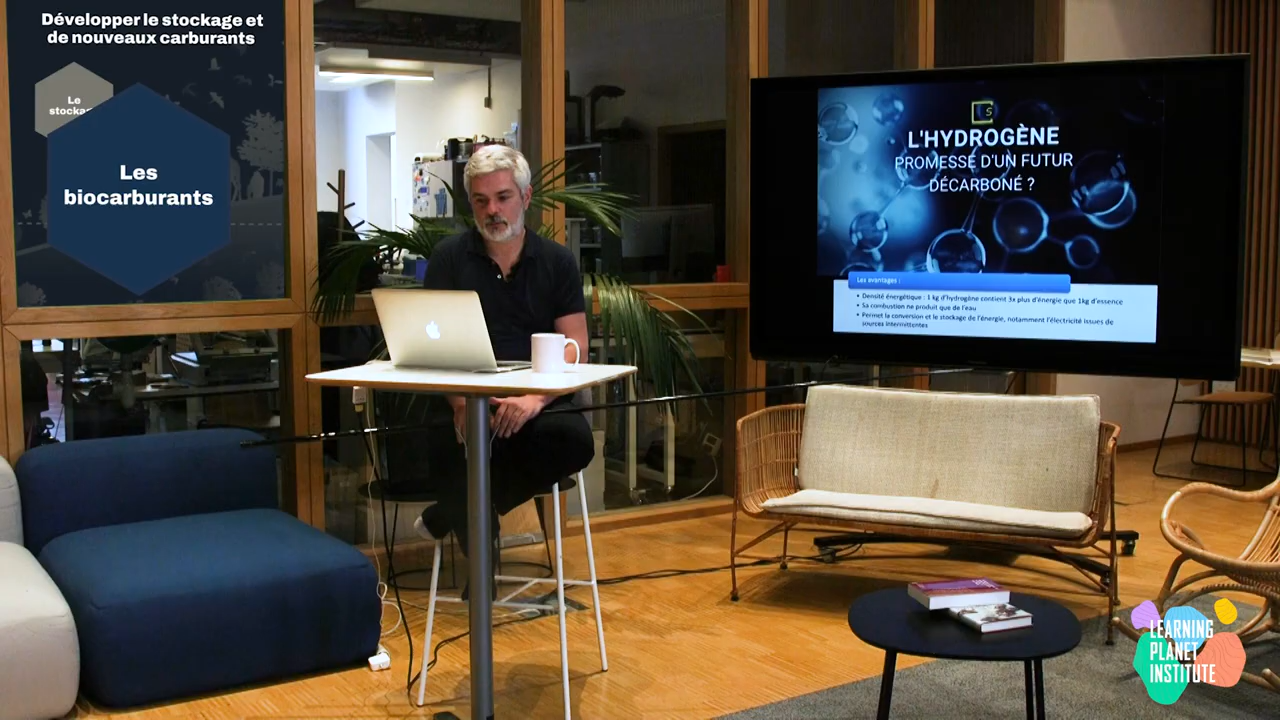 Développer le stockage et
de nouveaux carburants
Le
Les
biocarburants
L'HYDROGÈNE
PROMESSE D'UN FUTUR
DÉCARBONÉ ?
Les avantages :
• Densité énergétique : 1 kg d'hydrogène contient 3x plus d'énergie que 1kg d'essence
• Sa combustion ne produit que de l'eau
• Permet la conversion et le stockage de l'énergie, notamment l'électricité issues de
sources intermittentes
LEARNING
PLANET
INSTITUTE